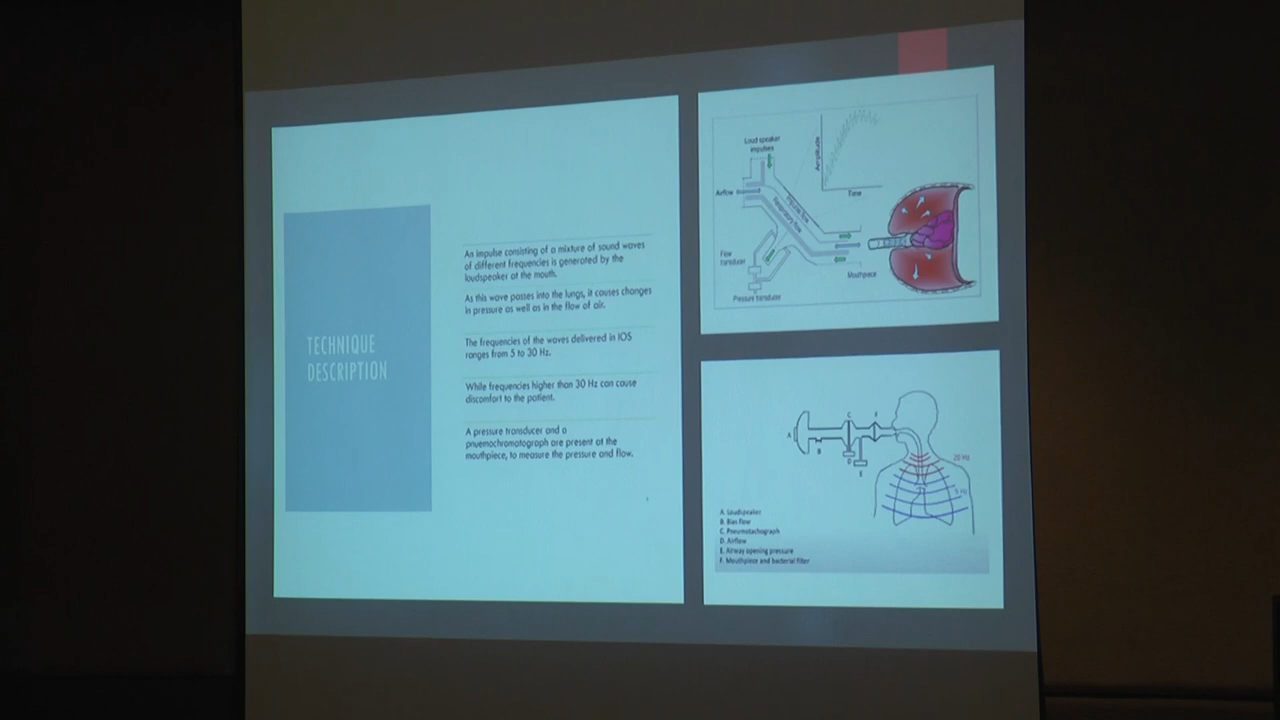 TECHNIQUE
DESCRIPTION
An impulse consisting of a mixture of sound waves
of different frequencies is generated by the
loudspeaker at the mouth.
As this wave passes into the lungs, it causes changes
in pressure as well as in the flow of air.
The frequencies of the waves delivered in IOS
ranges from 5 to 30 Hz.
While frequencies higher than 30 Hz can cause
discomfort to the patient.
A pressure transducer and a
pnuemochromatograph are present at the
mouthpiece, to measure the pressure and flow.
Loud speaker
impulses
Amplitude
Time
Airflow
Impulse flow
Respiratory flow
Flow
transducer
Mouthpiece
Pressure transducer
A
B
C
D
E
F
20 Hz
5 Hz
A. Loudspeaker
B. Bias flow
C. Pneumotachograph
D. Airflow
E. Airway opening pressure
F. Mouthpiece and bacterial filter